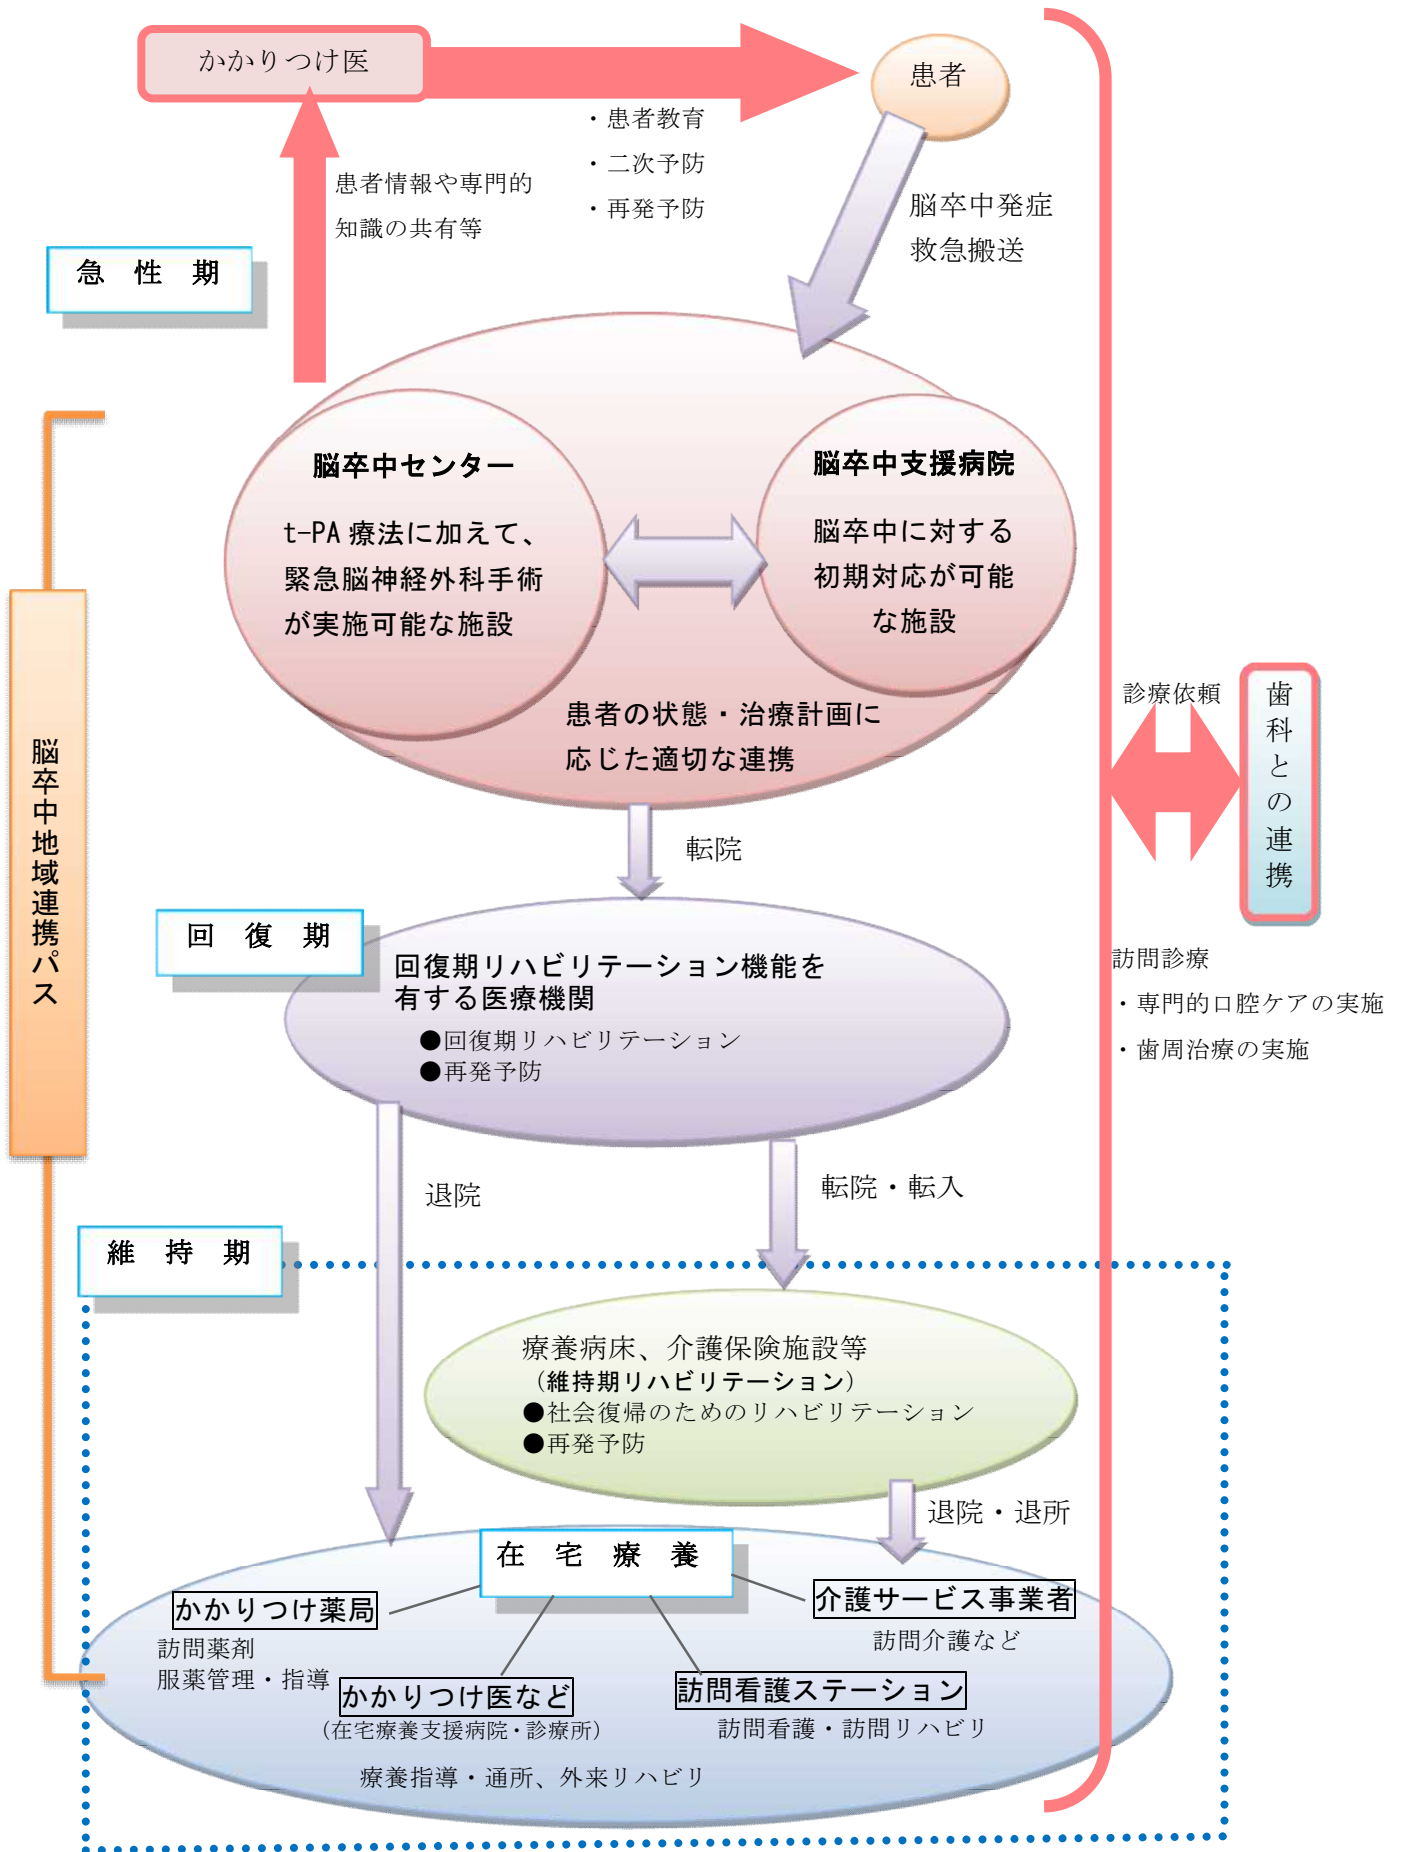 かかりつけ医
患者
・患者教育
・二次予防
・再発予防
患者情報や専門的
知識の共有等
脳卒中発症
救急搬送
急性期
脳卒中センター
t-PA 療法に加えて、
緊急脳神経外科手術
が実施可能な施設
脳卒中支援病院
脳卒中に対する
初期対応が可能
な施設
患者の状態・治療計画に
応じた適切な連携
脳卒中地域連携パス
診療依頼
歯科との連携
訪問診療
・専門的口腔ケアの実施
・歯周治療の実施
転院
回復期
回復期リハビリテーション機能を
有する医療機関
●回復期リハビリテーション
●再発予防
退院
転院・転入
維持期
療養病床、介護保険施設等
（維持期リハビリテーション）
●社会復帰のためのリハビリテーション
●再発予防
退院・退所
在宅療養
かかりつけ薬局
訪問薬剤
服薬管理・指導
介護サービス事業者
訪問介護など
かかりつけ医など
（在宅療養支援病院・診療所）
療養指導・通所、外来リハビリ
訪問看護ステーション
訪問看護・訪問リハビリ